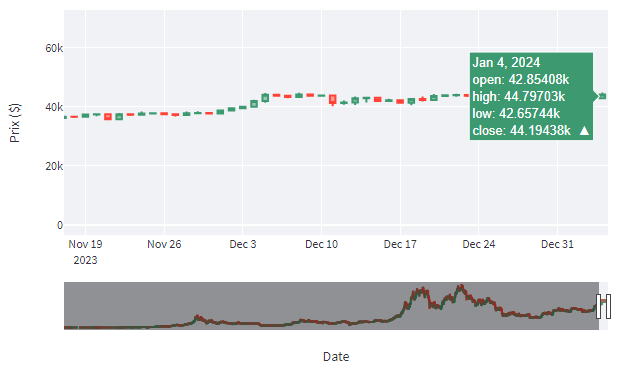 60k
Jan 4, 2024
open: 42.85408k
high: 44.79703k
low: 42.65744k
close: 44.19438k ▲
40k
Prix ($)
20k
0
Nov 19 Nov 26 Dec 3 Dec 10 Dec 17 Dec 24 Dec 31
2023
Date